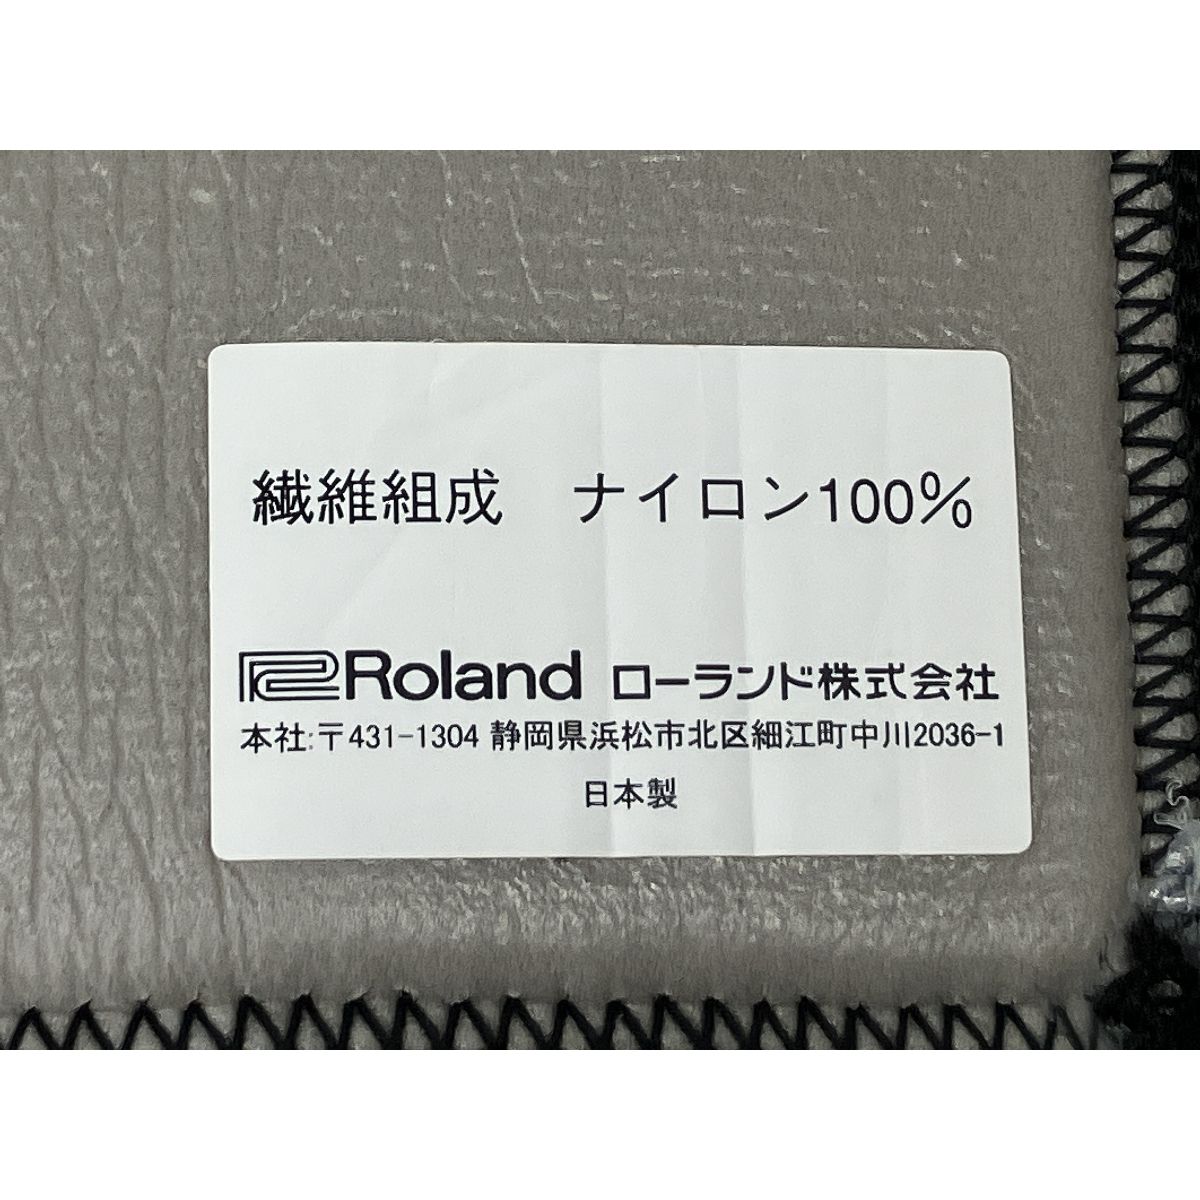 繊維組成　ナイロン100%
Roland ローランド株式会社
本社:〒431-1304 静岡県浜松市北区細江町中川2036-1
日本製